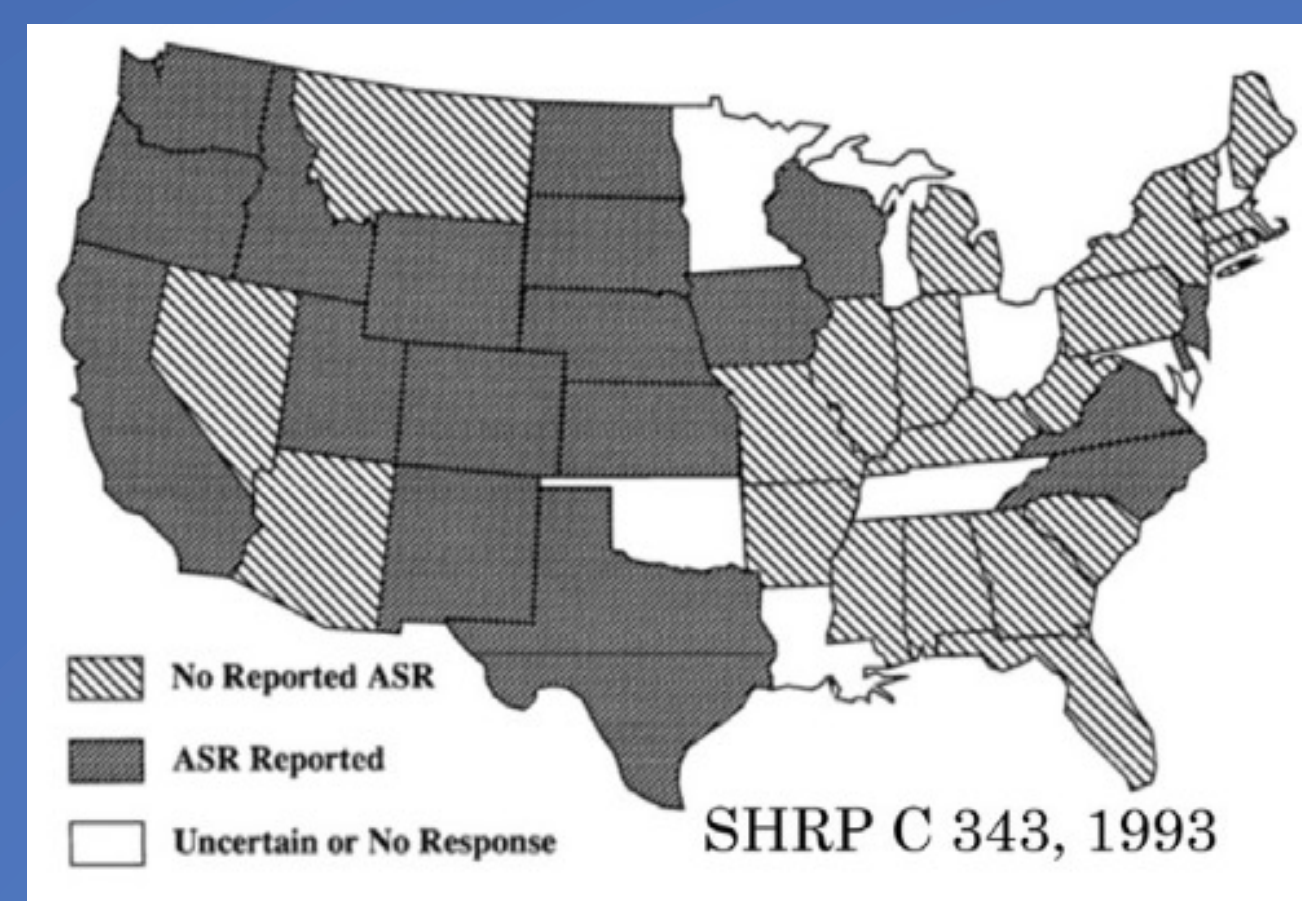 No Reported ASR
ASR Reported
Uncertain or No Response
SHRP C 343, 1993